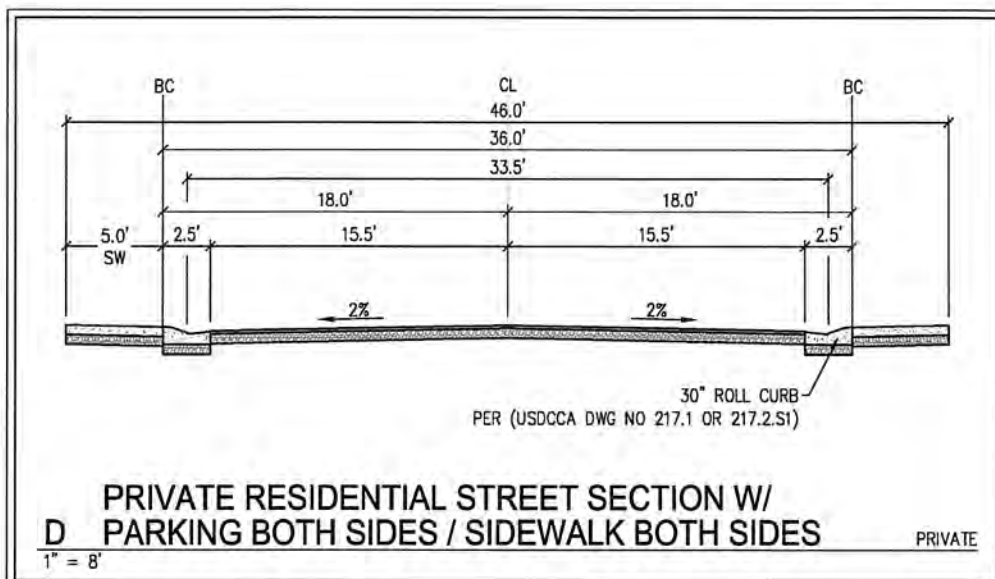 BC CL BC
46.0'
36.0'
33.5'
18.0' 18.0'
5.0' 2.5' 15.5' 15.5' 2.5'
SW
2% 2%
30" ROLL CURB
PER (USDCCA DWG NO 217.1 OR 217.2.S1)
PRIVATE RESIDENTIAL STREET SECTION W/
D PARKING BOTH SIDES / SIDEWALK BOTH SIDES PRIVATE
1" = 8'